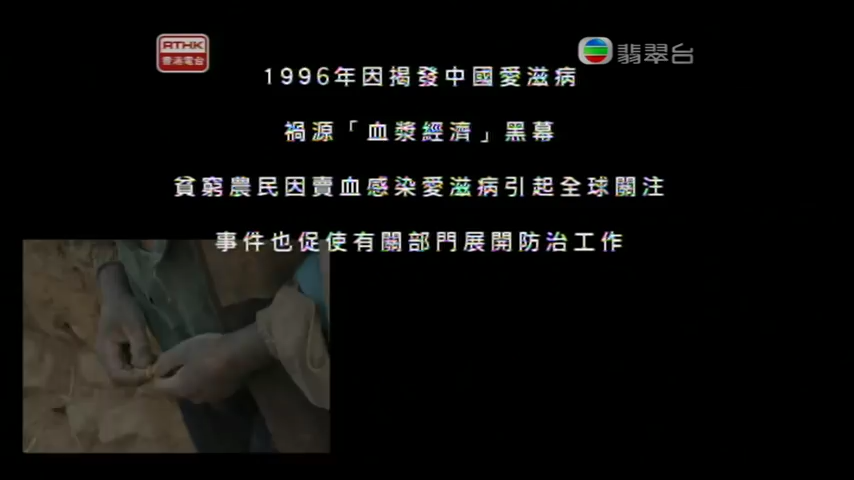 RTHK
香港電台
翡翠台
1996年因揭發中國愛滋病
禍源「血漿經濟」黑幕
貧窮農民因賣血感染愛滋病引起全球關注
事件也促使有關部門展開防治工作